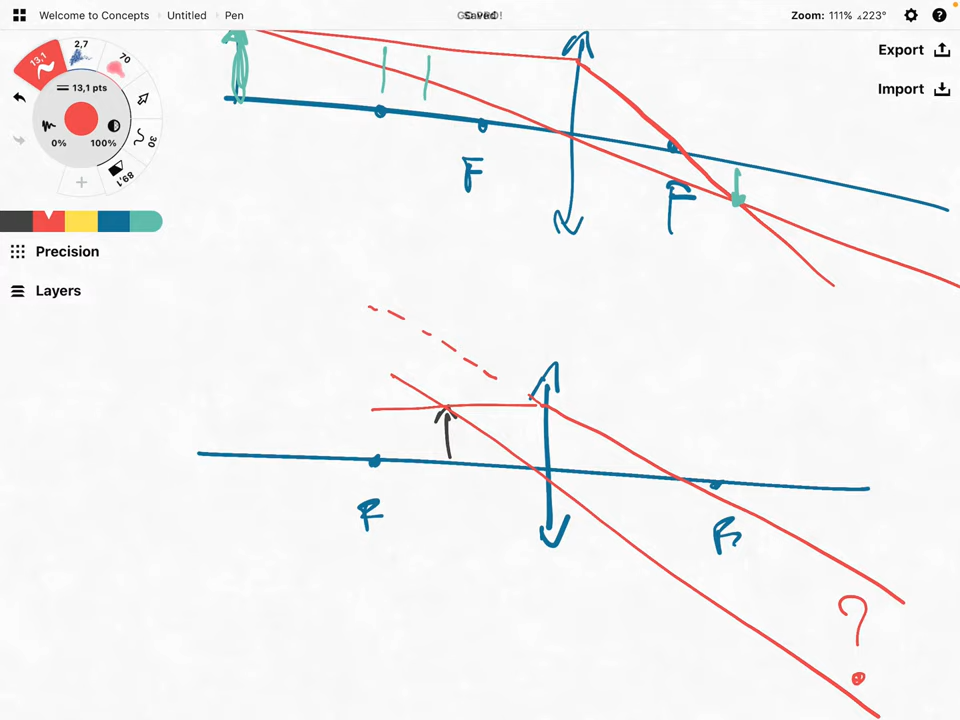 Welcome to Concepts › Untitled › Pen
Saved
Zoom: 111% ⊿223°
Export
Import
2,7
70
13,1
13,1 pts
0%
100%
30
89,1
+
Precision
Layers
F
F
F
?